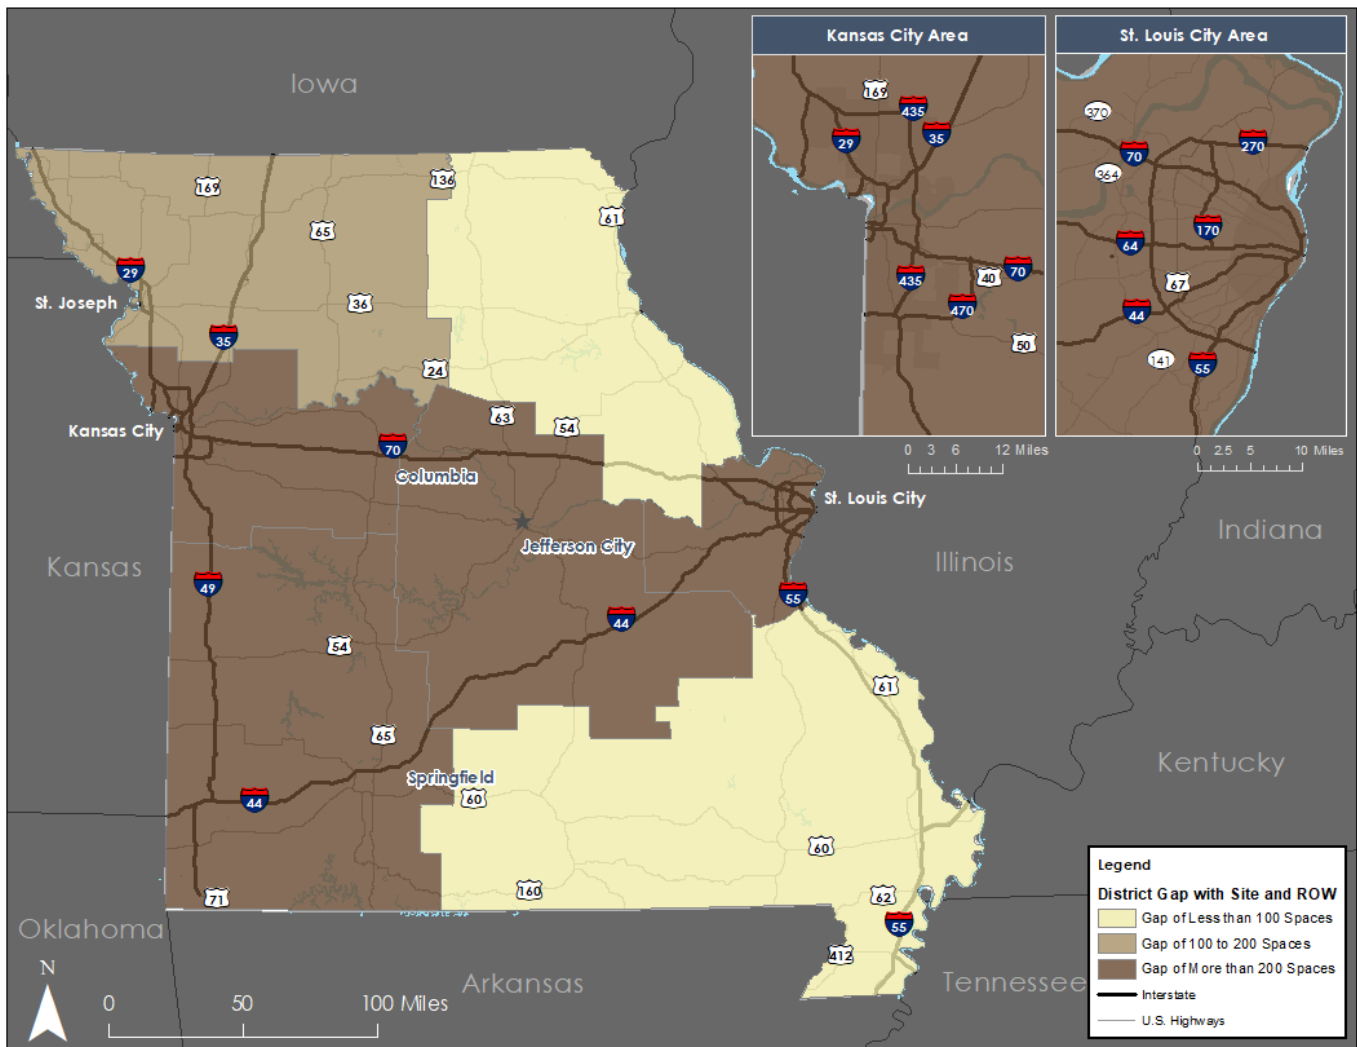 Iowa
Kansas City Area
St. Louis City Area
169
435
29
35
435
40
70
470
50
0 3 6 12 Miles
370
70
270
364
170
64
67
44
141
55
0 2.5 5 10 Miles
169
136
65
61
29
St. Joseph
36
35
24
63
54
Kansas City
70
Columbia
St. Louis City
Jefferson City
Indiana
Illinois
Kansas
49
55
44
54
61
65
Kentucky
Springfield
60
44
60
160
71
62
55
412
Oklahoma
Arkansas
Tennessee
N
0 50 100 Miles
Legend
District Gap with Site and ROW
Gap of Less than 100 Spaces
Gap of 100 to 200 Spaces
Gap of More than 200 Spaces
Interstate
U.S. Highways